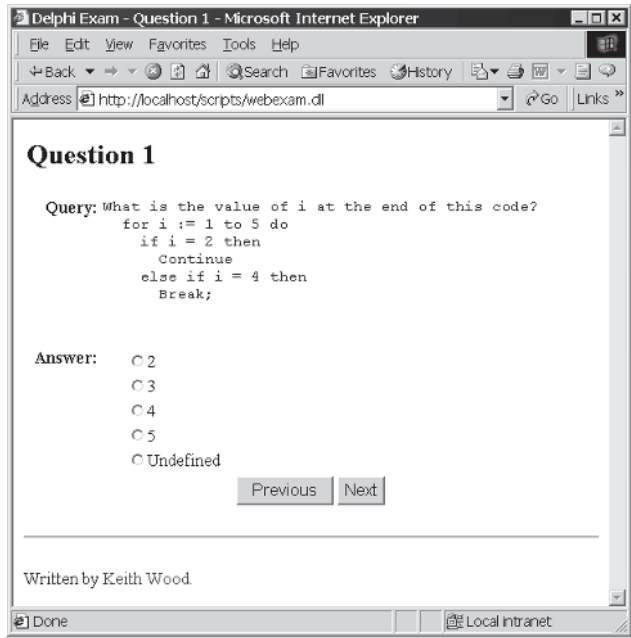 Delphi Exam - Question 1 - Microsoft Internet Explorer
File Edit View Favorites Tools Help
Back Search Favorites History
Address http://localhost/scripts/webexam.dll Go Links »
Question 1
Query: What is the value of i at the end of this code?
for i := 1 to 5 do
if i = 2 then
Continue
else if i = 4 then
Break;
Answer: 2
3
4
5
Undefined
Previous Next
Written by Keith Wood.
Done Local intranet